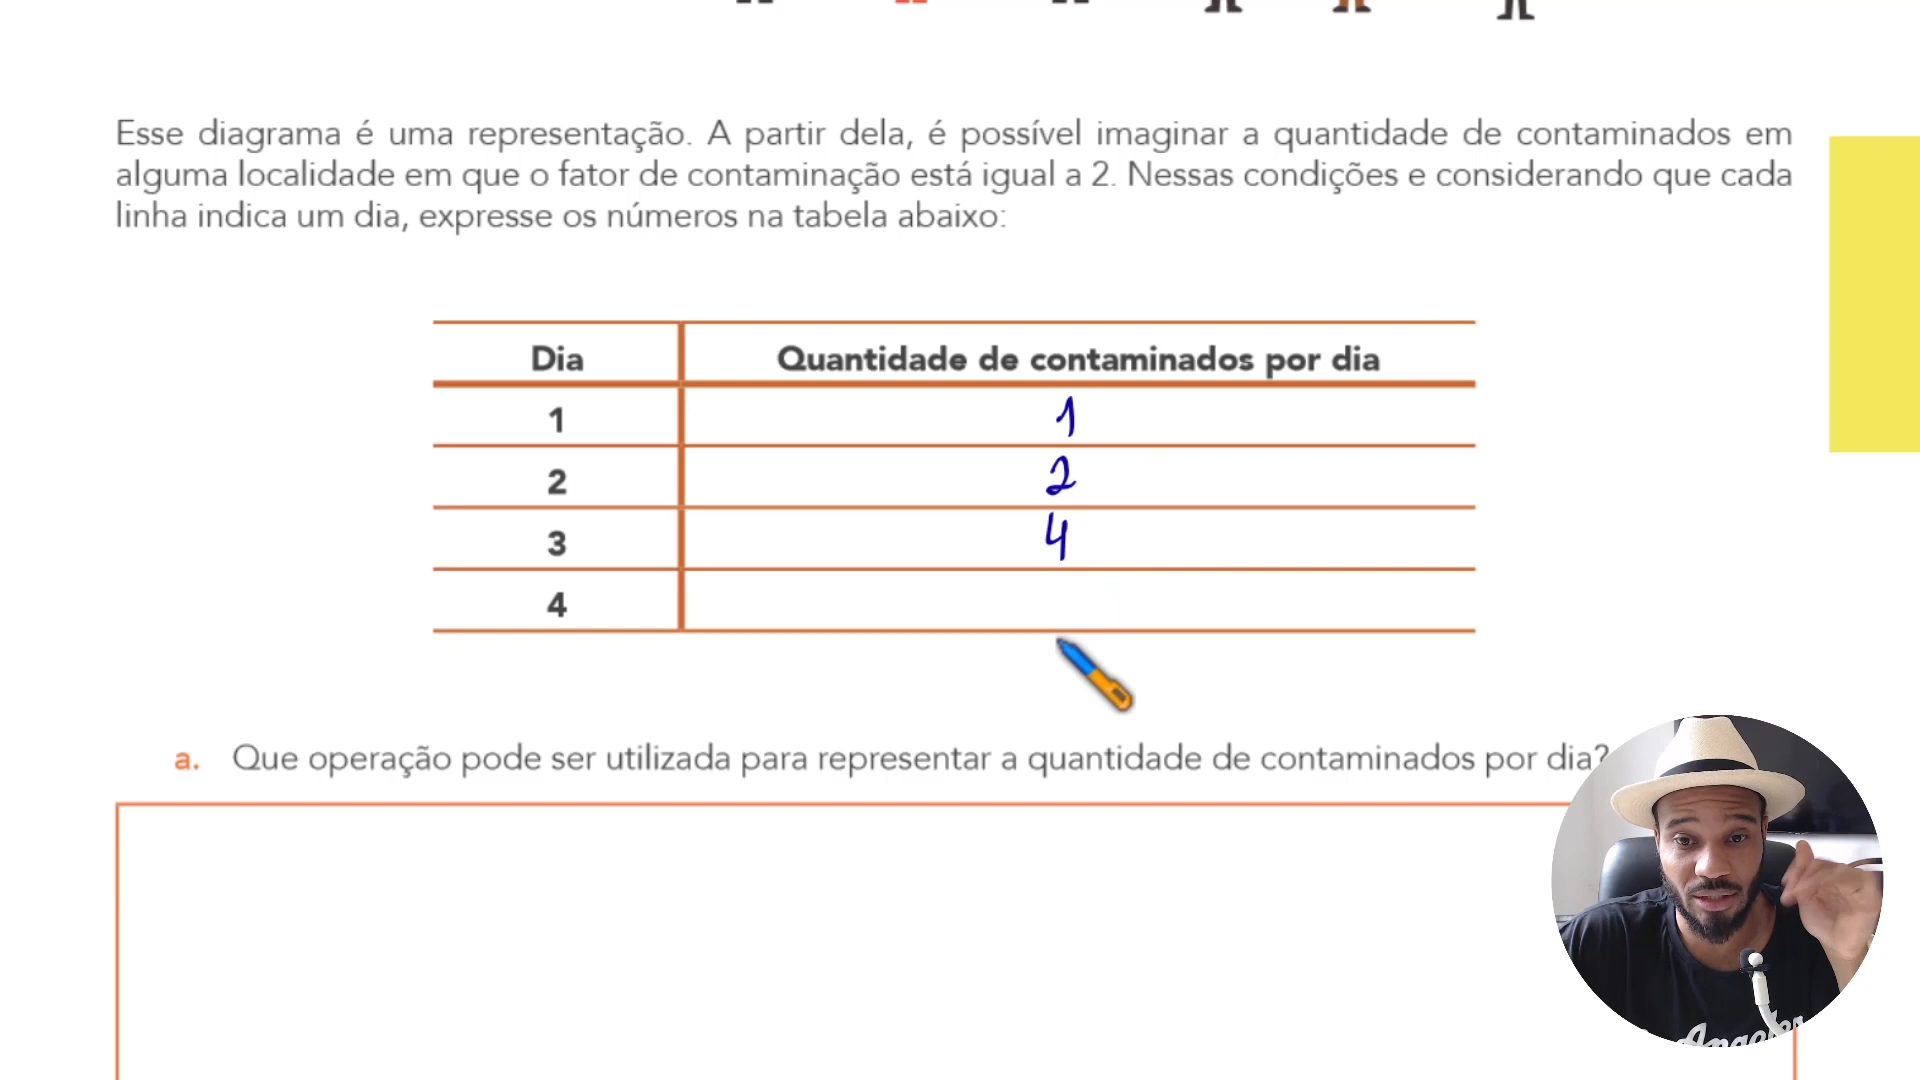 Esse diagrama é uma representação. A partir dela, é possível imaginar a quantidade de contaminados em
alguma localidade em que o fator de contaminação está igual a 2. Nessas condições e considerando que cada
linha indica um dia, expresse os números na tabela abaixo:
Dia Quantidade de contaminados por dia
1 1
2 2
3 4
4
a. Que operação pode ser utilizada para representar a quantidade de contaminados por dia?